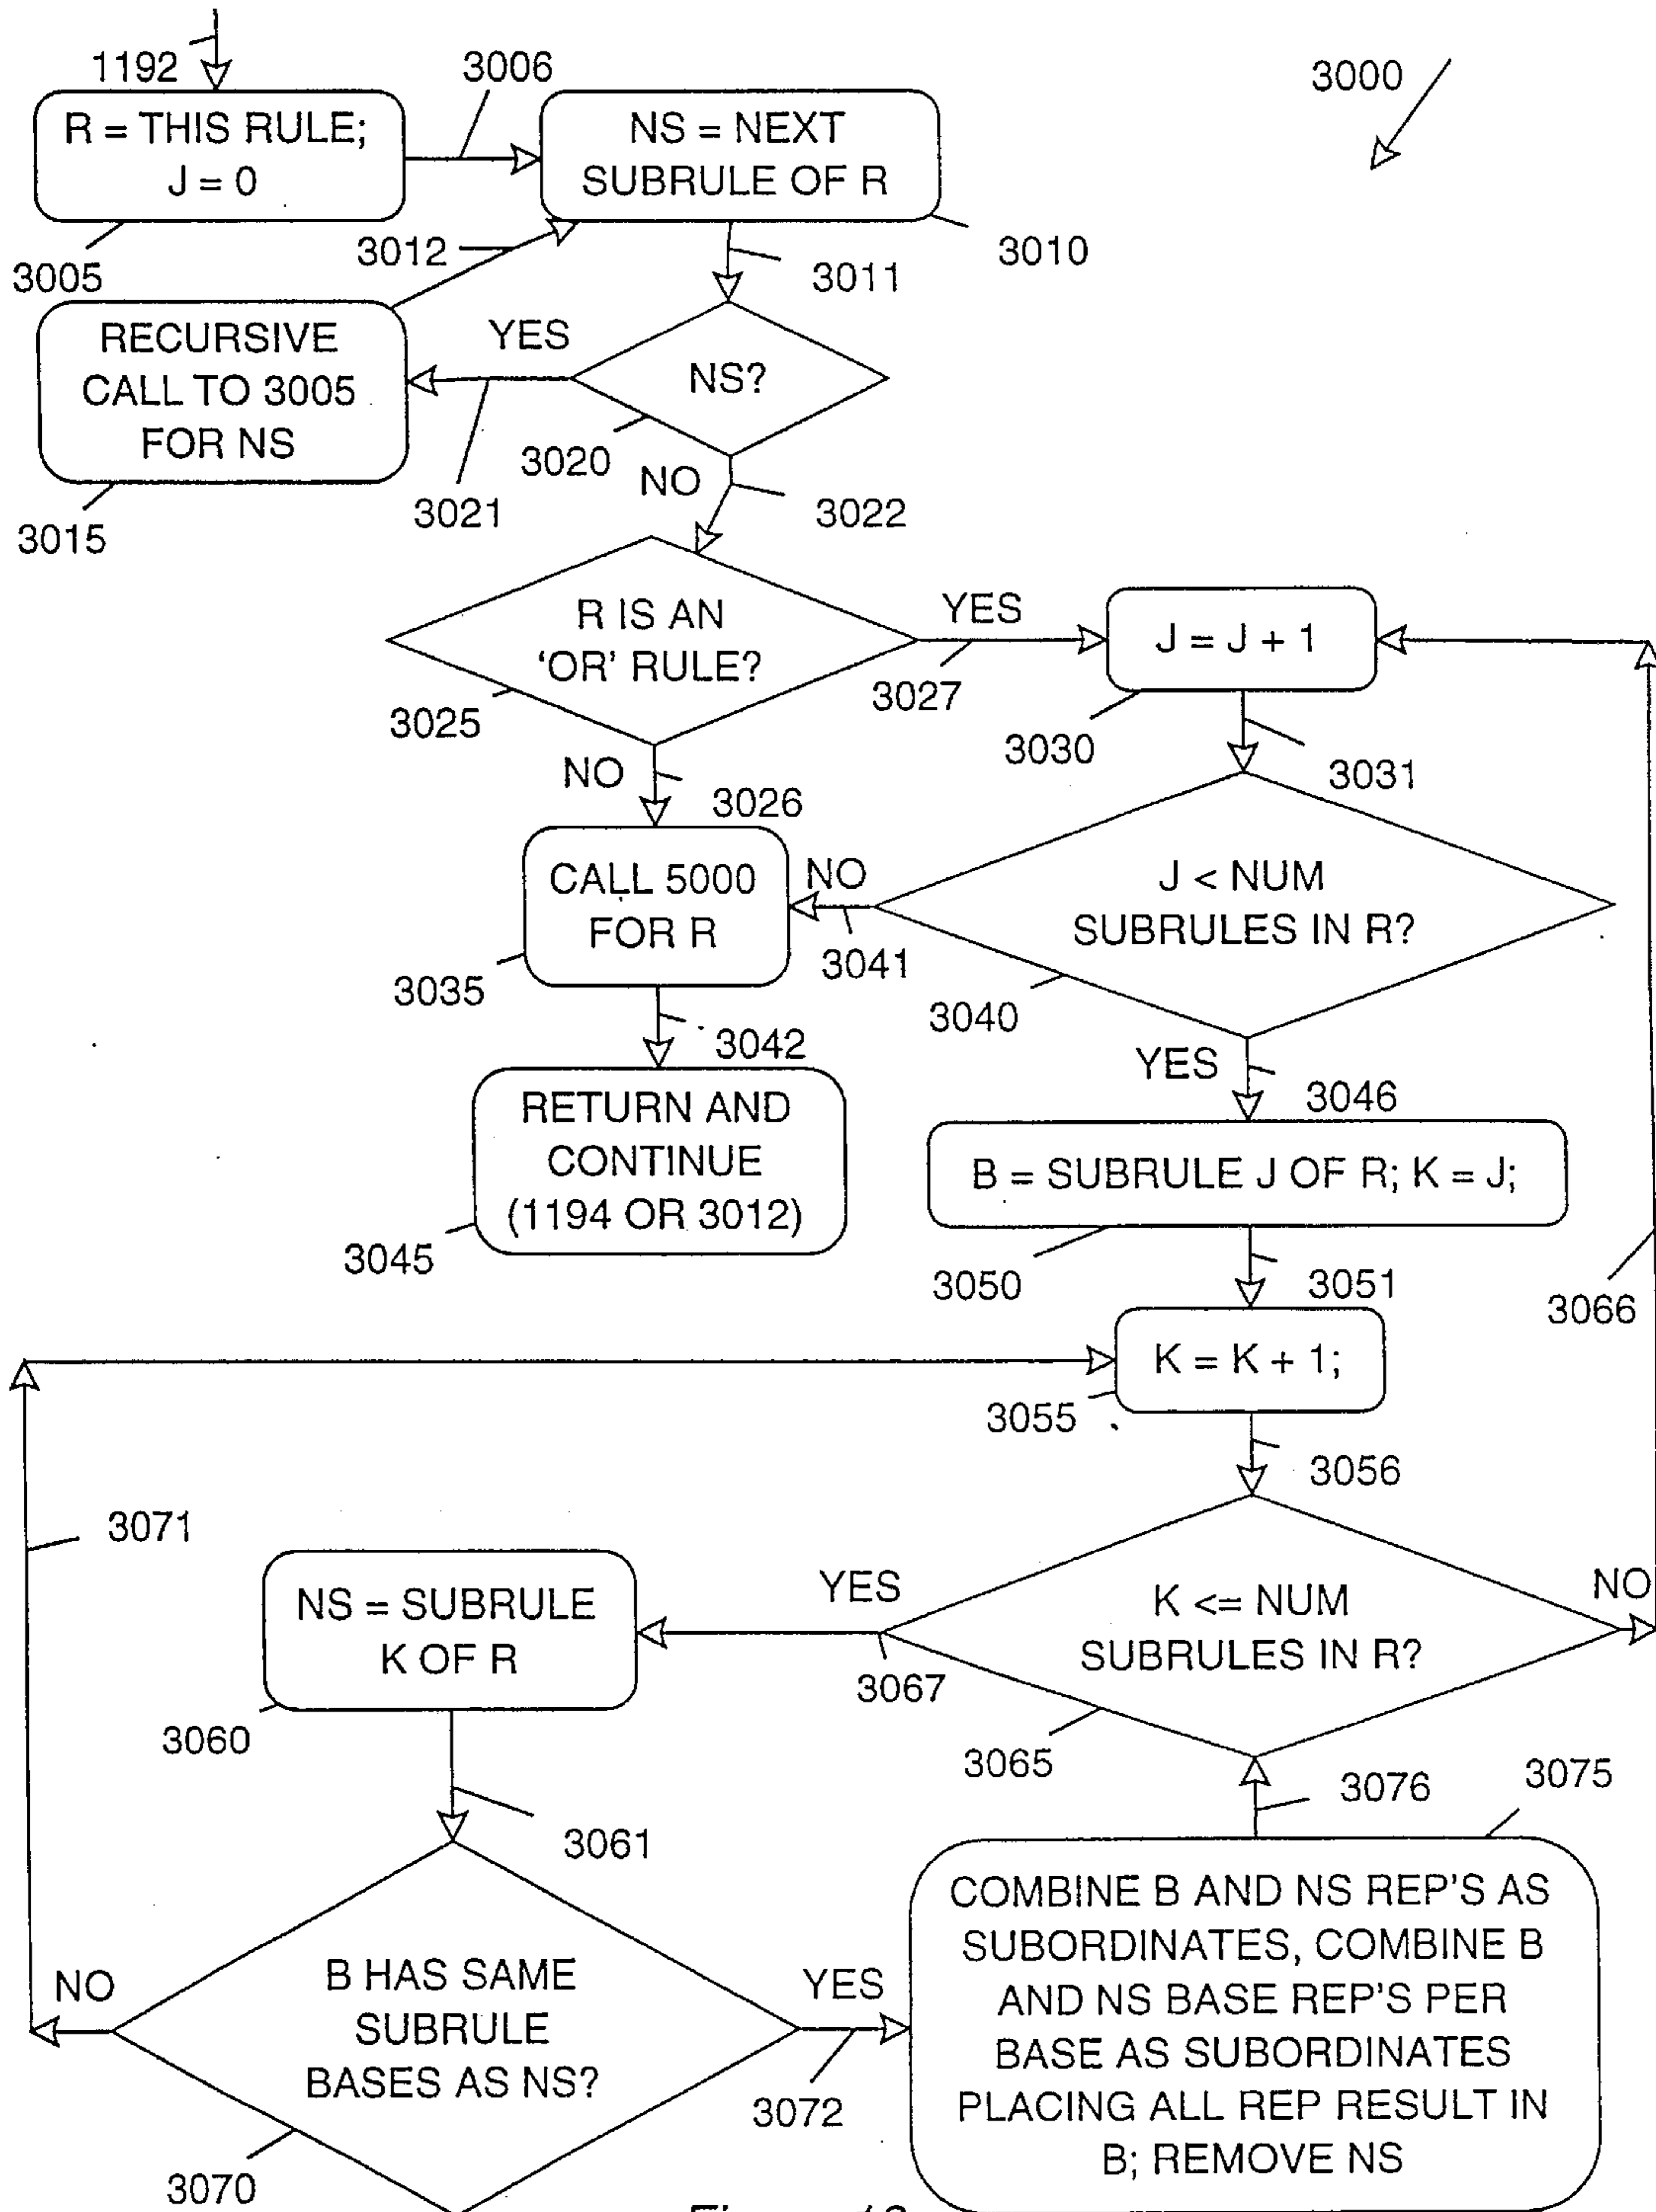 1192
3006
3000
R = THIS RULE;
J = 0
NS = NEXT
SUBRULE OF R
3005
3012
3010
3011
RECURSIVE
CALL TO 3005
FOR NS
YES
NS?
3020
3021
NO
3022
3015
R IS AN
‘OR’ RULE?
YES
J = J + 1
3027
3025
3030
3031
NO
3026
CALL 5000
FOR R
NO
J < NUM
SUBRULES IN R?
3041
3035
3040
3042
YES
3046
RETURN AND
CONTINUE
(1194 OR 3012)
B = SUBRULE J OF R; K = J;
3045
3050
3051
3066
K = K + 1;
3055
3056
3071
NS = SUBRULE
K OF R
YES
K <= NUM
SUBRULES IN R?
NO
3067
3060
3065
3076
3075
3061
COMBINE B AND NS REP'S AS
SUBORDINATES, COMBINE B
AND NS BASE REP'S PER
BASE AS SUBORDINATES
PLACING ALL REP RESULT IN
B; REMOVE NS
NO
B HAS SAME
SUBRULE
BASES AS NS?
YES
3072
3070